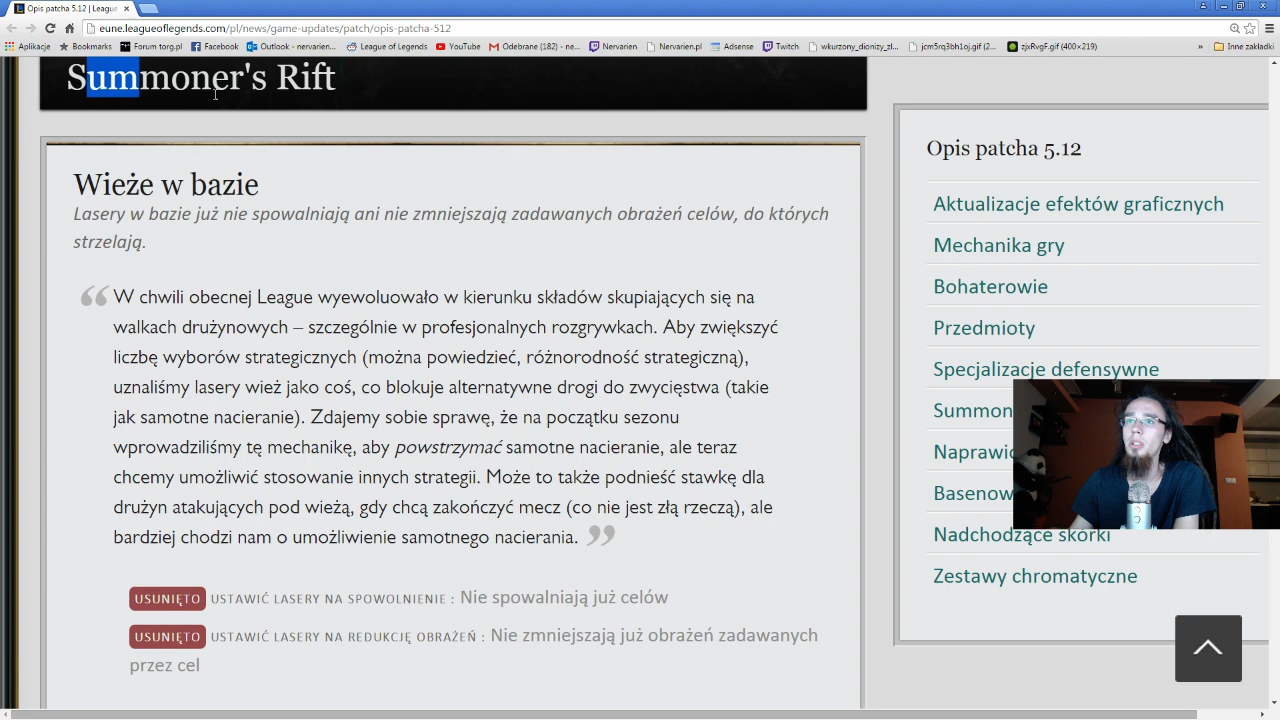 Opis patcha 5.12 | Leagu
eune.leagueoflegends.com/pl/news/game-updates/patch/opis-patcha-512
Aplikacje Bookmarks Forum torg.pl Facebook Outlook - nervarien... League of Legends YouTube Odebrane (182) - ne... Nervarien Nervarien.pl Adsense Twitch wkurzony_dionizy_zl... jcm5rq3bh1oj.gif (2... zjxRvgF.gif (400×219) » Inne zakładki
Summoner's Rift
Wieże w bazie
Lasery w bazie już nie spowalniają ani nie zmniejszają zadawanych obrażeń celów, do których
strzelają.
“ W chwili obecnej League wyewoluowało w kierunku składów skupiających się na
walkach drużynowych – szczególnie w profesjonalnych rozgrywkach. Aby zwiększyć
liczbę wyborów strategicznych (można powiedzieć, różnorodność strategiczną),
uznaliśmy lasery wież jako coś, co blokuje alternatywne drogi do zwycięstwa (takie
jak samotne nacieranie). Zdajemy sobie sprawę, że na początku sezonu
wprowadziliśmy tę mechanikę, aby powstrzymać samotne nacieranie, ale teraz
chcemy umożliwić stosowanie innych strategii. Może to także podnieść stawkę dla
drużyn atakujących pod wieżą, gdy chcą zakończyć mecz (co nie jest złą rzeczą), ale
bardziej chodzi nam o umożliwienie samotnego nacierania. ”
USUNIĘTO USTAWIĆ LASERY NA SPOWOLNIENIE : Nie spowalniają już celów
USUNIĘTO USTAWIĆ LASERY NA REDUKCJĘ OBRAŻEŃ : Nie zmniejszają już obrażeń zadawanych
przez cel
Opis patcha 5.12
Aktualizacje efektów graficznych
Mechanika gry
Bohaterowie
Przedmioty
Specjalizacje defensywne
Summon
Naprawio
Basenow
Nadchodzące skórki
Zestawy chromatyczne